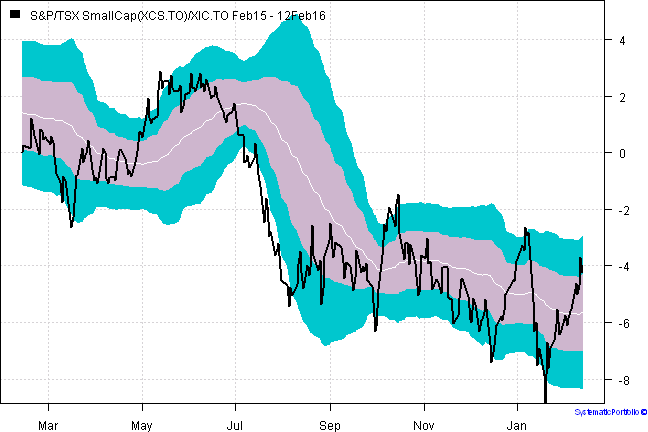 S&P/TSX SmallCap(XCS.TO)/XIC.TO Feb15 - 12Feb16
4
2
0
-2
-4
-6
-8
Mar May Jul Sep Nov Jan
SystematicPortfolio ©